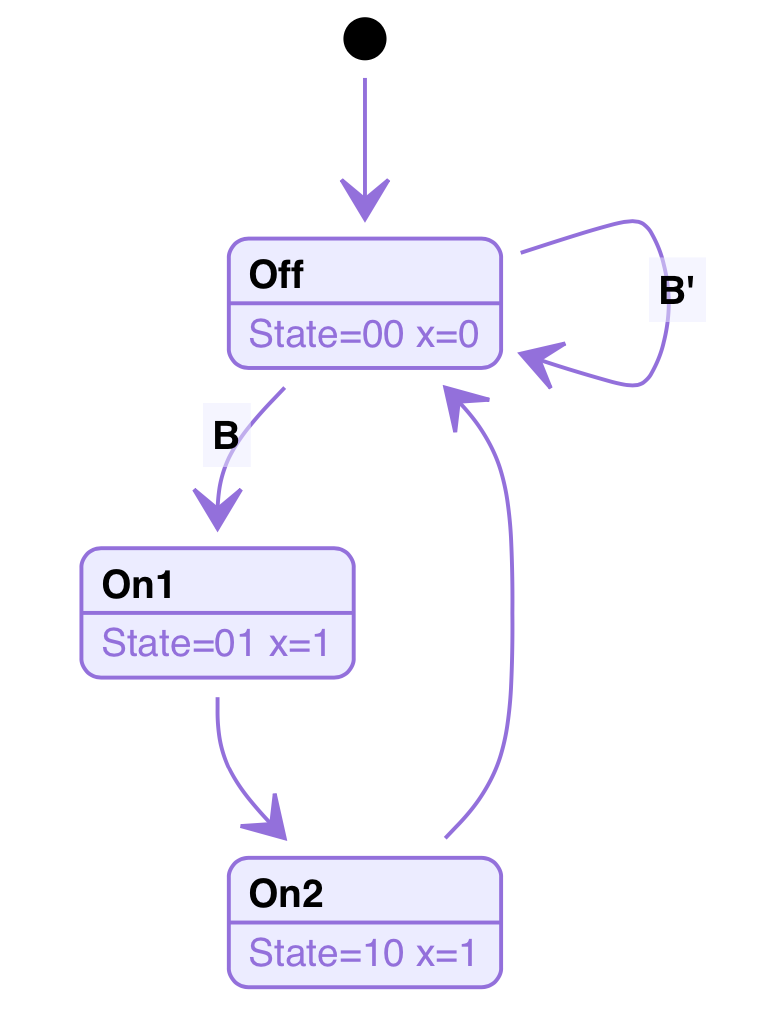 Off
State=00 x=0
B'
B
On1
State=01 x=1
On2
State=10 x=1